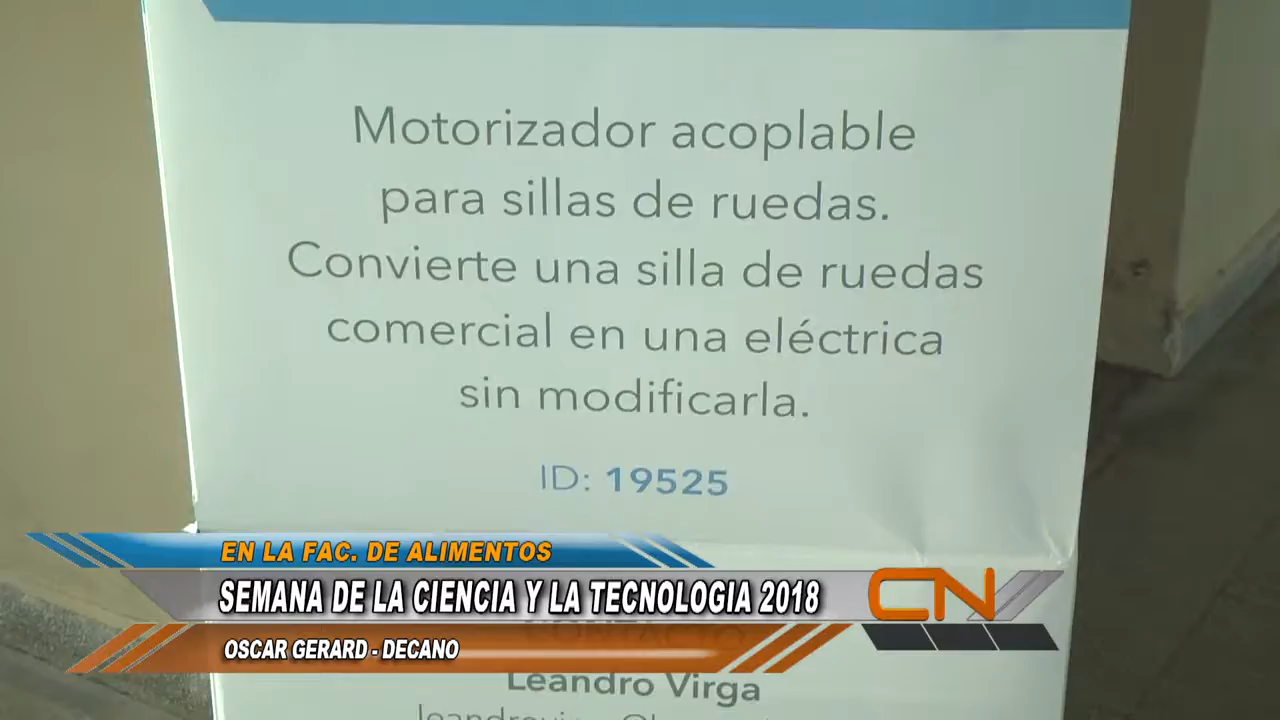 Motorizador acoplable
para sillas de ruedas.
Convierte una silla de ruedas
comercial en una eléctrica
sin modificarla.
ID: 19525
EN LA FAC. DE ALIMENTOS
SEMANA DE LA CIENCIA Y LA TECNOLOGIA 2018
CN
OSCAR GERARD - DECANO
Leandro Virga